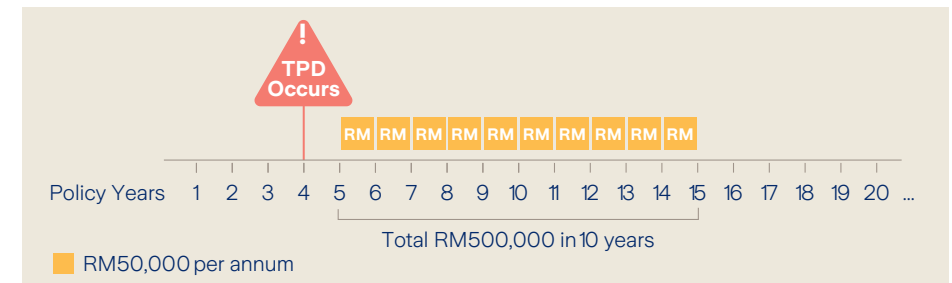 !
TPD
Occurs
RM RM RM RM RM RM RM RM RM RM
Policy Years 1 2 3 4 5 6 7 8 9 10 11 12 13 14 15 16 17 18 19 20 ...
Total RM500,000 in 10 years
RM50,000 per annum